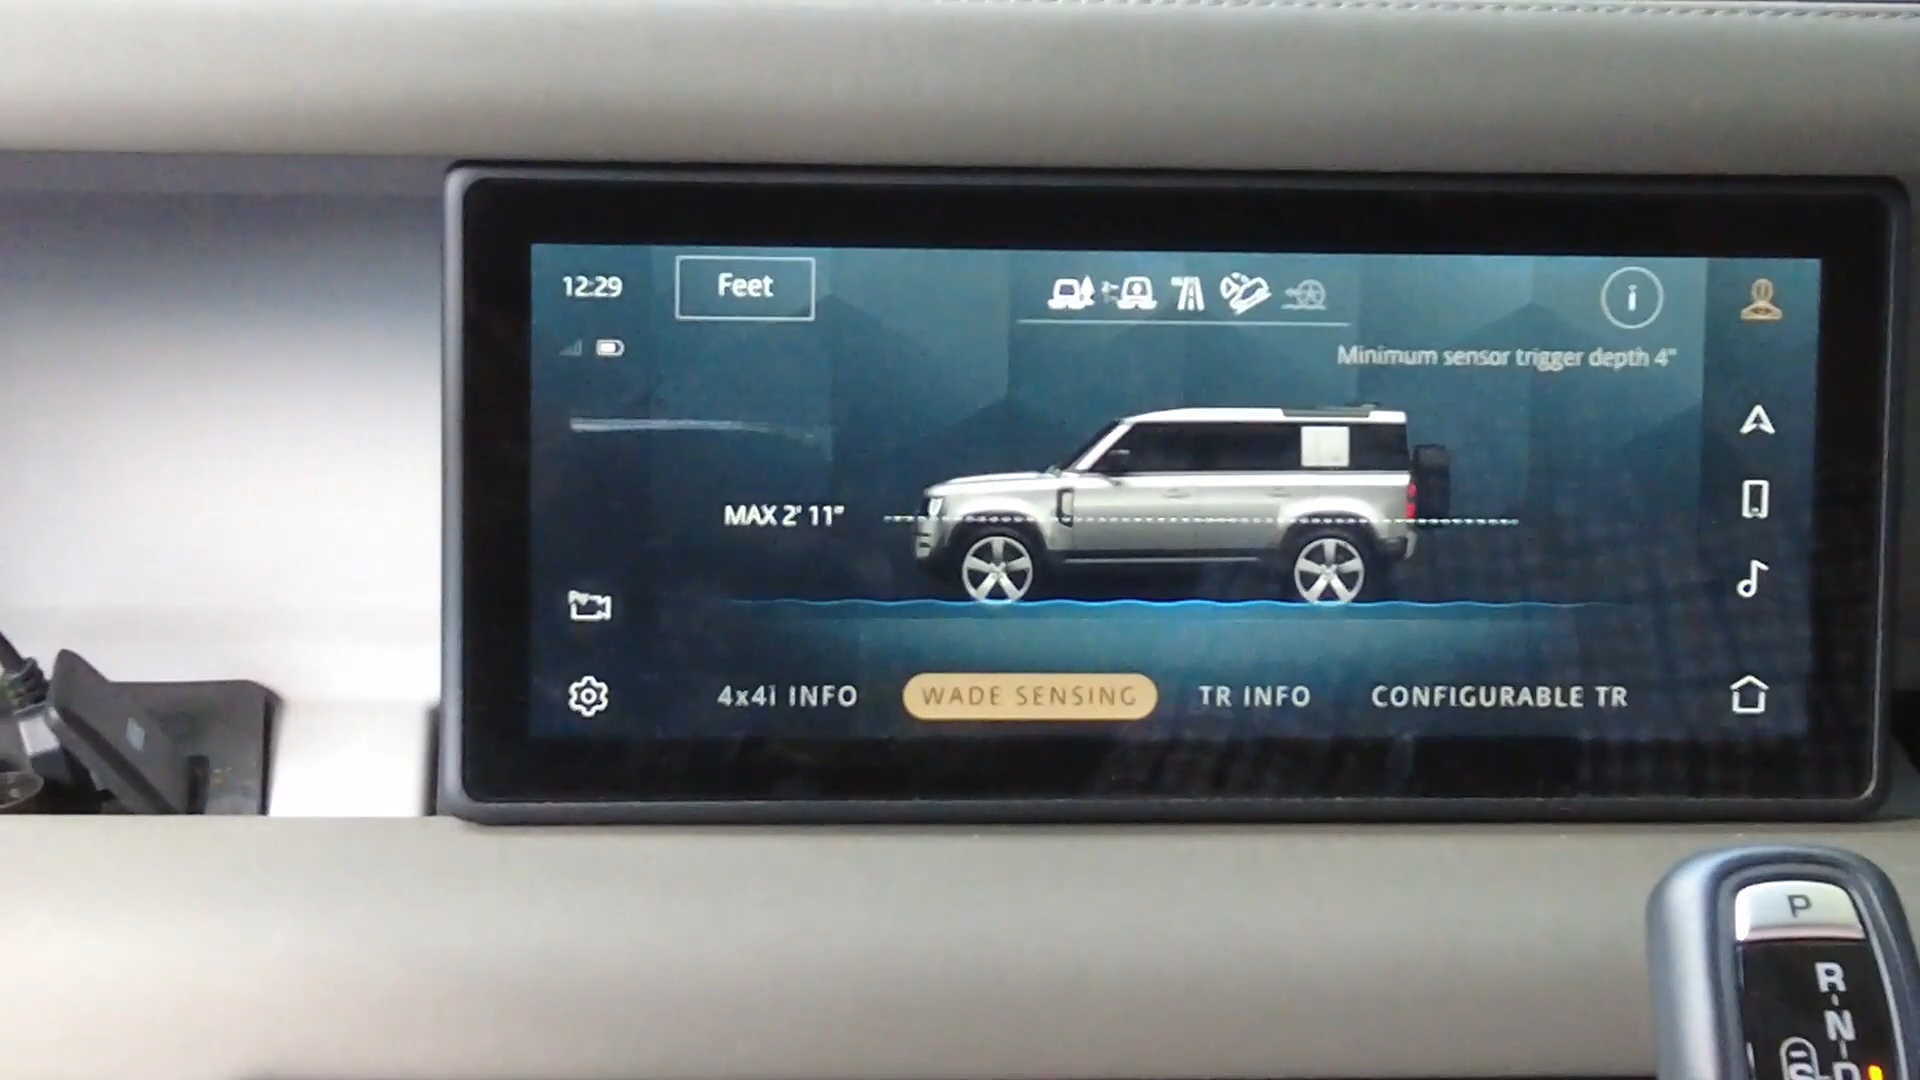 12:29
Feet
Minimum sensor trigger depth 4"
MAX 2' 11"
4x4i INFO
WADE SENSING
TR INFO
CONFIGURABLE TR
P
R
N
D
S